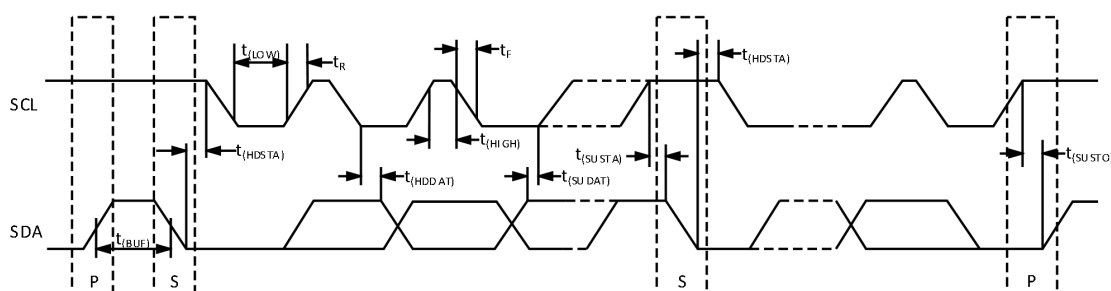 t(LOW)
tR
tF
t(HDSTA)
SCL
t(HDSTA)
t(HIGH)
t(HDDAT)
t(SUSTA)
t(SUDAT)
t(SUSTO
SDA
t(BUF)
P
S
S
P